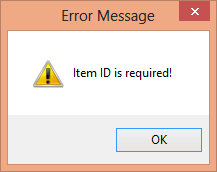 Error Message
Item ID is required!
OK